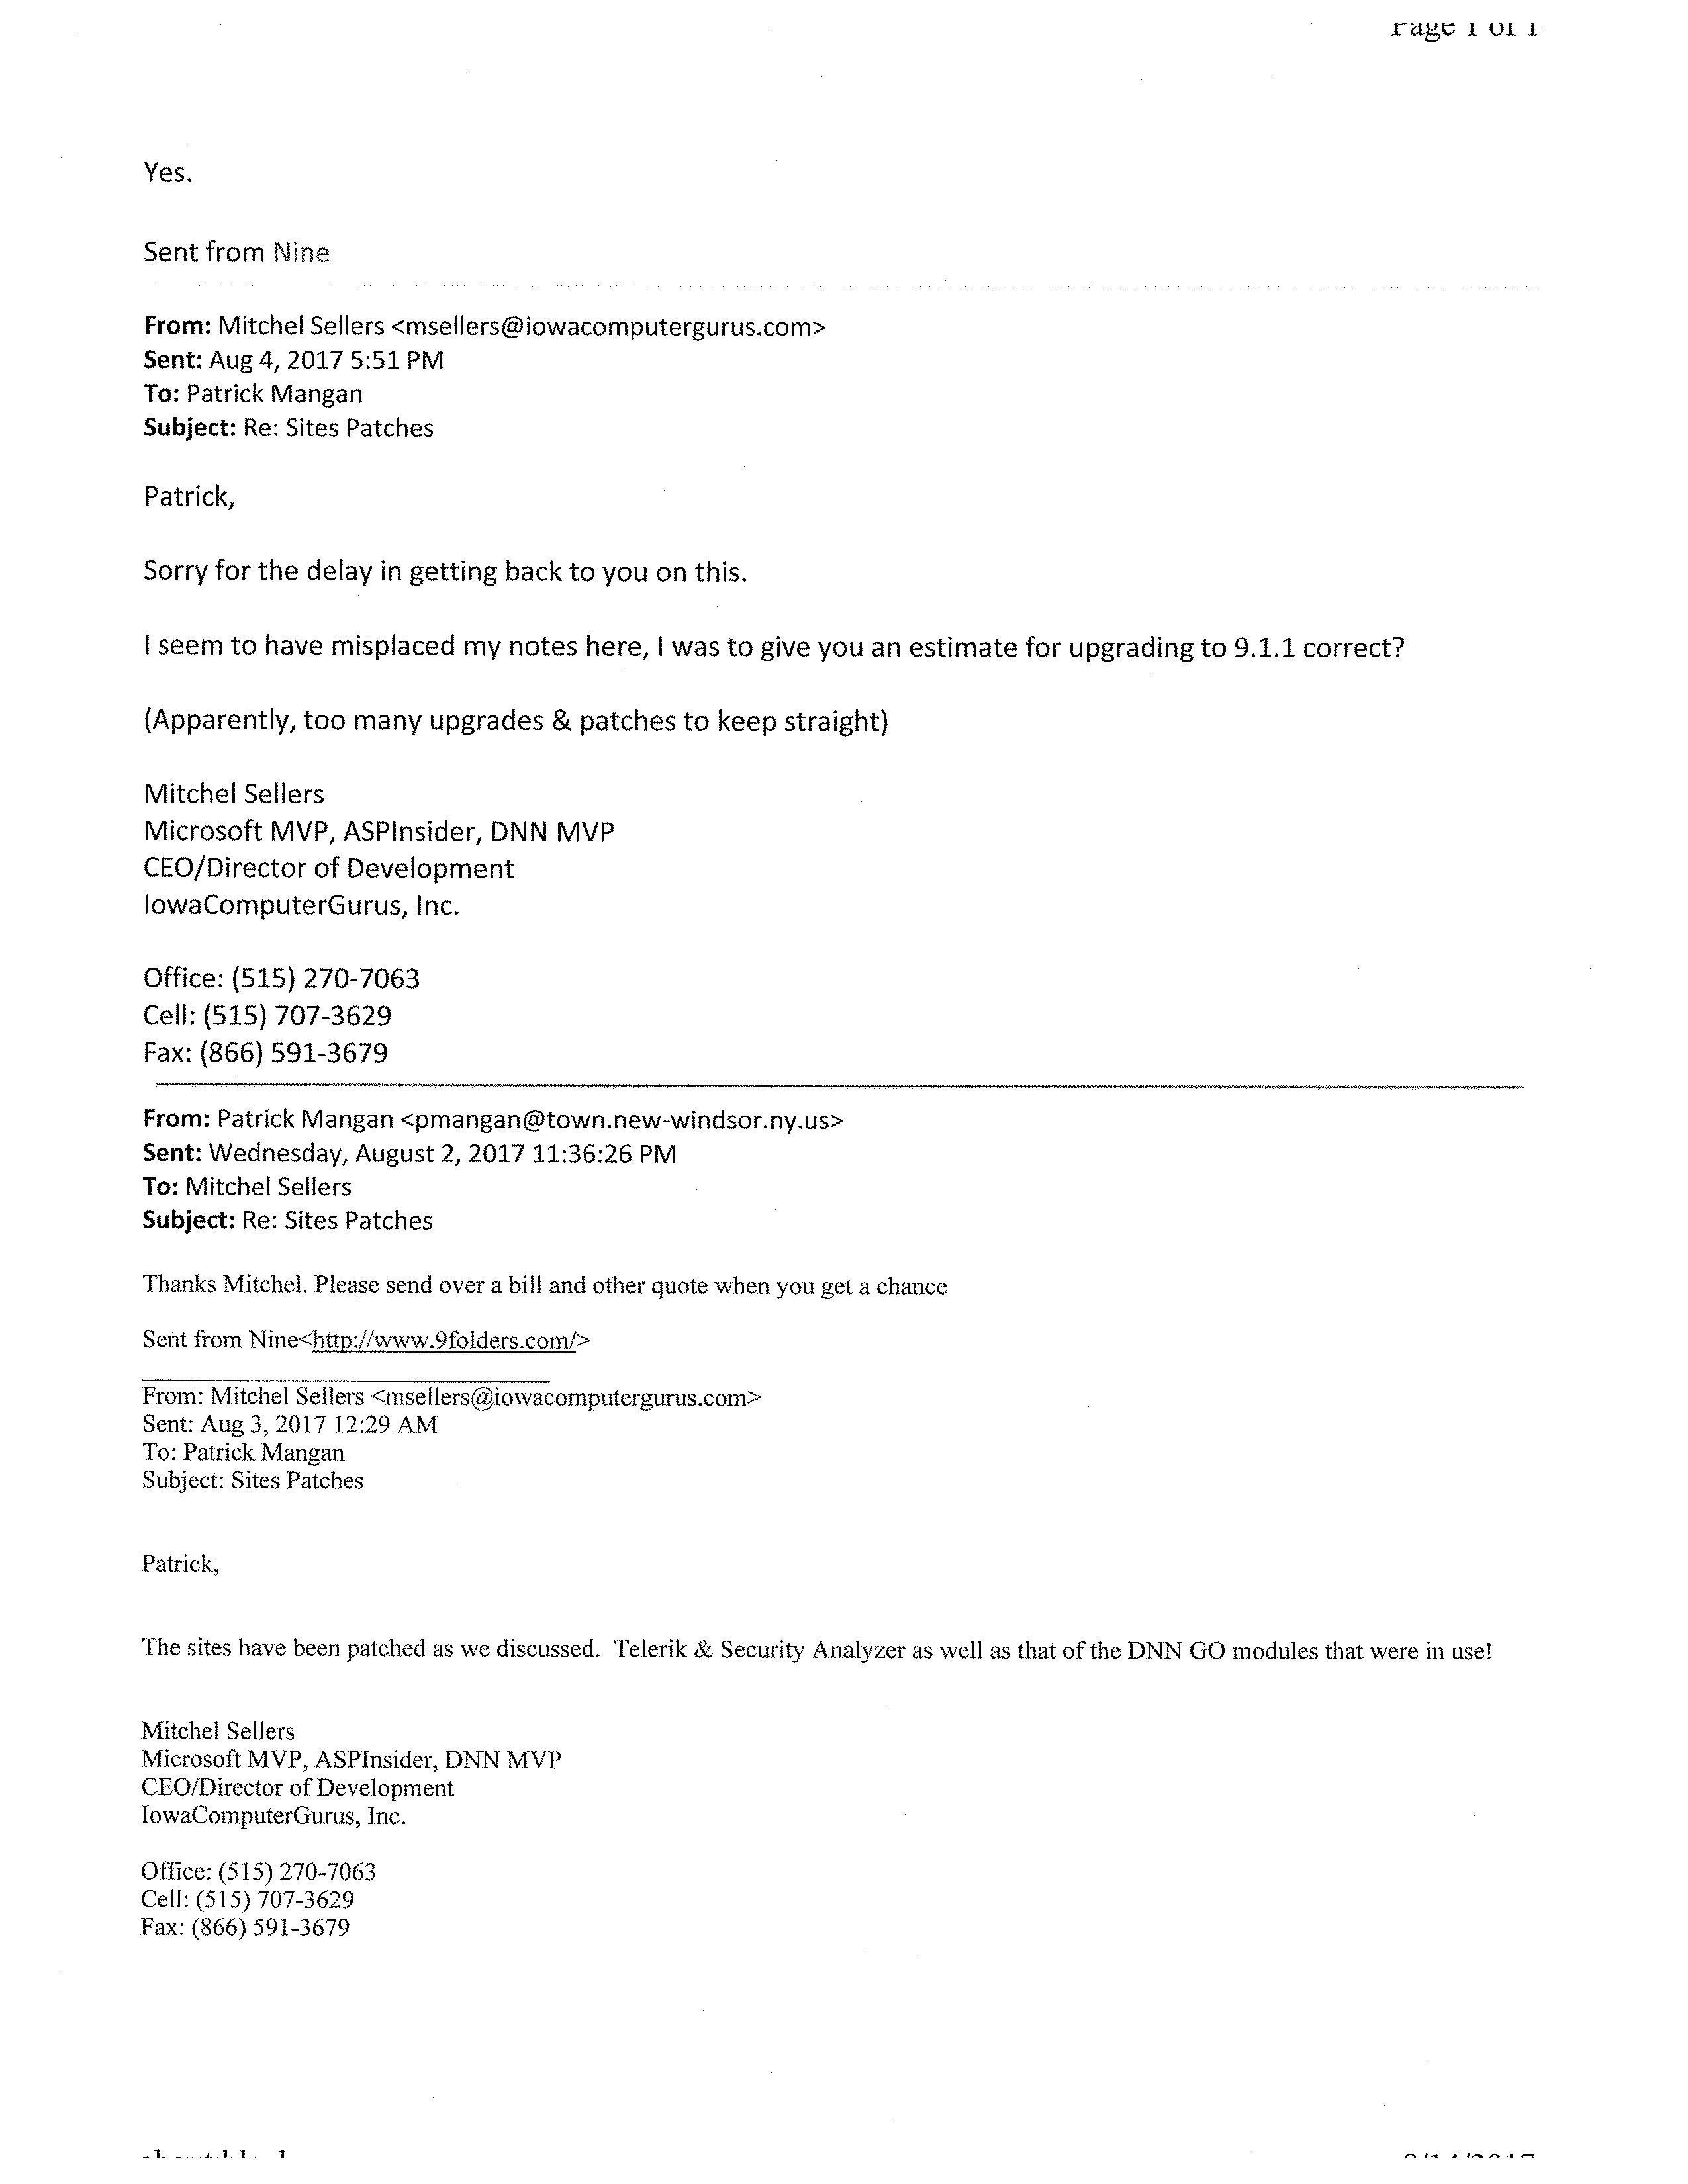 Page 1 of 1
Yes.
Sent from Nine
From: Mitchel Sellers <msellers@iowacomputergurus.com>
Sent: Aug 4, 2017 5:51 PM
To: Patrick Mangan
Subject: Re: Sites Patches
Patrick,
Sorry for the delay in getting back to you on this.
I seem to have misplaced my notes here, I was to give you an estimate for upgrading to 9.1.1 correct?
(Apparently, too many upgrades & patches to keep straight)
Mitchel Sellers
Microsoft MVP, ASPInsider, DNN MVP
CEO/Director of Development
IowaComputerGurus, Inc.
Office: (515) 270-7063
Cell: (515) 707-3629
Fax: (866) 591-3679
From: Patrick Mangan <pmangan@town.new-windsor.ny.us>
Sent: Wednesday, August 2, 2017 11:36:26 PM
To: Mitchel Sellers
Subject: Re: Sites Patches
Thanks Mitchel. Please send over a bill and other quote when you get a chance
Sent from Nine<http://www.9folders.com/>
From: Mitchel Sellers <msellers@iowacomputergurus.com>
Sent: Aug 3, 2017 12:29 AM
To: Patrick Mangan
Subject: Sites Patches
Patrick,
The sites have been patched as we discussed.  Telerik & Security Analyzer as well as that of the DNN GO modules that were in use!
Mitchel Sellers
Microsoft MVP, ASPInsider, DNN MVP
CEO/Director of Development
IowaComputerGurus, Inc.
Office: (515) 270-7063
Cell: (515) 707-3629
Fax: (866) 591-3679